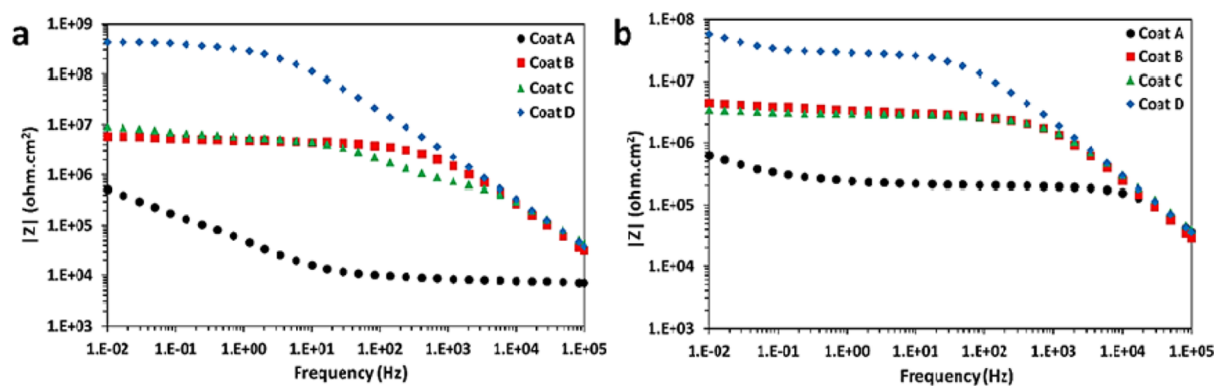 a
1.E+09
1.E+08
1.E+07
1.E+06
1.E+05
1.E+04
1.E+03
|Z| (ohm.cm²)
Coat A
Coat B
Coat C
Coat D
1.E-02 1.E-01 1.E+00 1.E+01 1.E+02 1.E+03 1.E+04 1.E+05
Frequency (Hz)
b
1.E+08
1.E+07
1.E+06
1.E+05
1.E+04
1.E+03
|Z| (ohm.cm²)
Coat A
Coat B
Coat C
Coat D
1.E-02 1.E-01 1.E+00 1.E+01 1.E+02 1.E+03 1.E+04 1.E+05
Frequency (Hz)